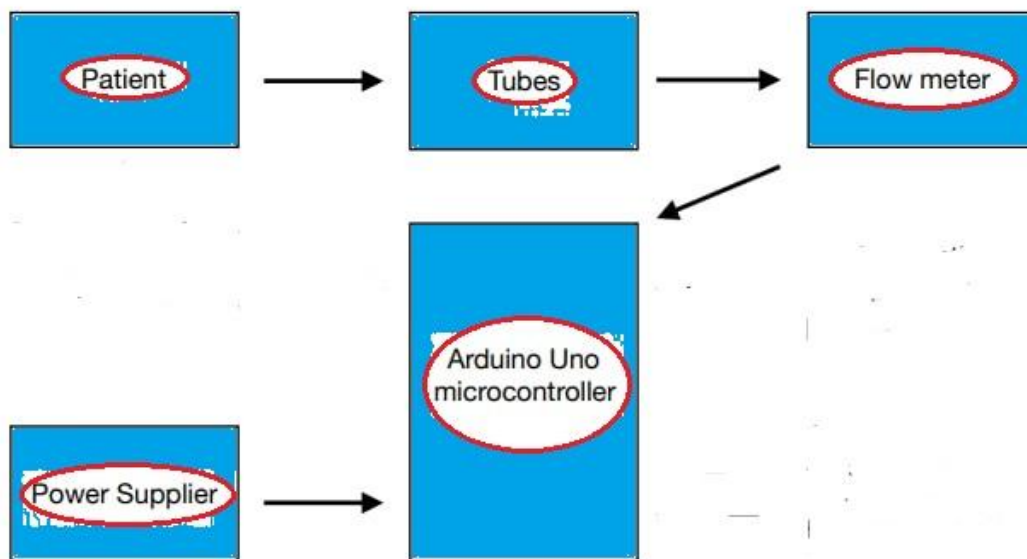 Patient
Tubes
Flow meter
Arduino Uno
microcontroller
Power Supplier